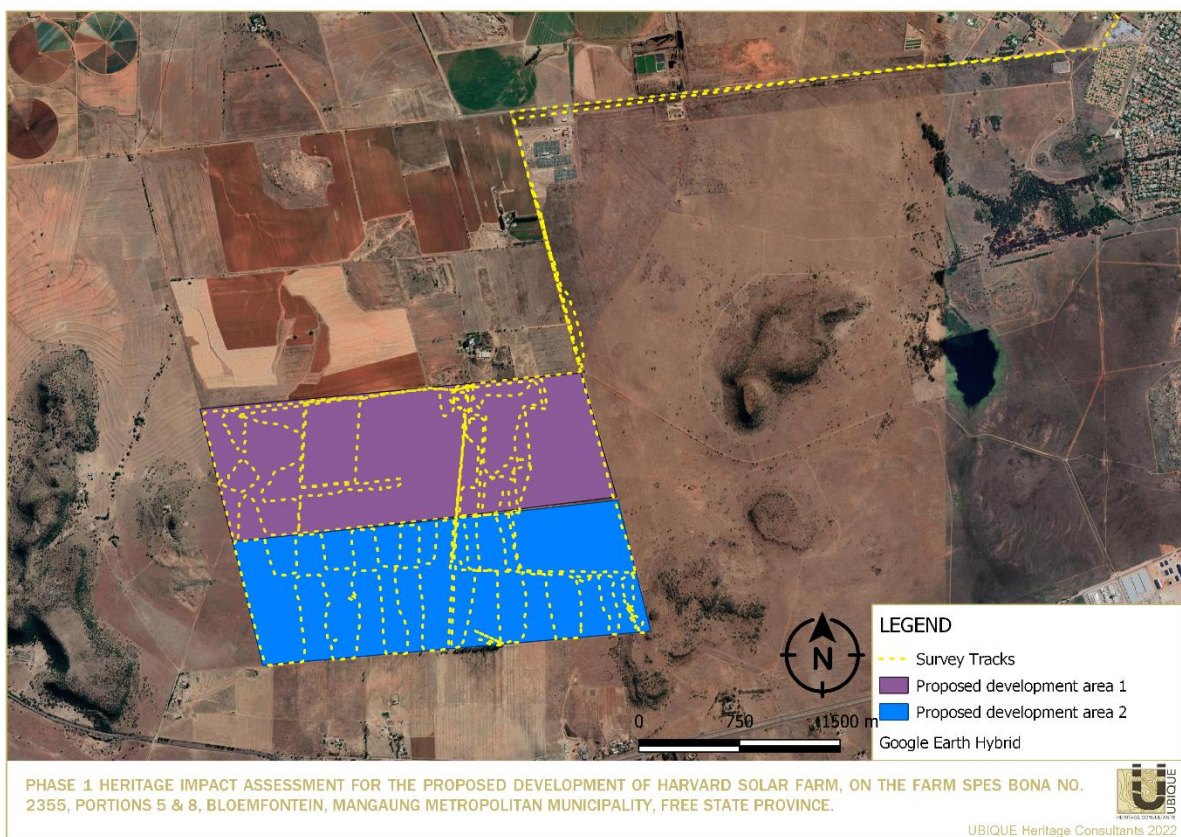 LEGEND
Survey Tracks
Proposed development area 1
Proposed development area 2
Google Earth Hybrid
N
0 750 1500 m
PHASE 1 HERITAGE IMPACT ASSESSMENT FOR THE PROPOSED DEVELOPMENT OF HARVARD SOLAR FARM, ON THE FARM SPES BONA NO.
2355, PORTIONS 5 & 8, BLOEMFONTEIN, MANGAUNG METROPOLITAN MUNICIPALITY, FREE STATE PROVINCE.
UBIQUE
HERITAGE CONSULTANTS
UBIQUE Heritage Consultants 2022